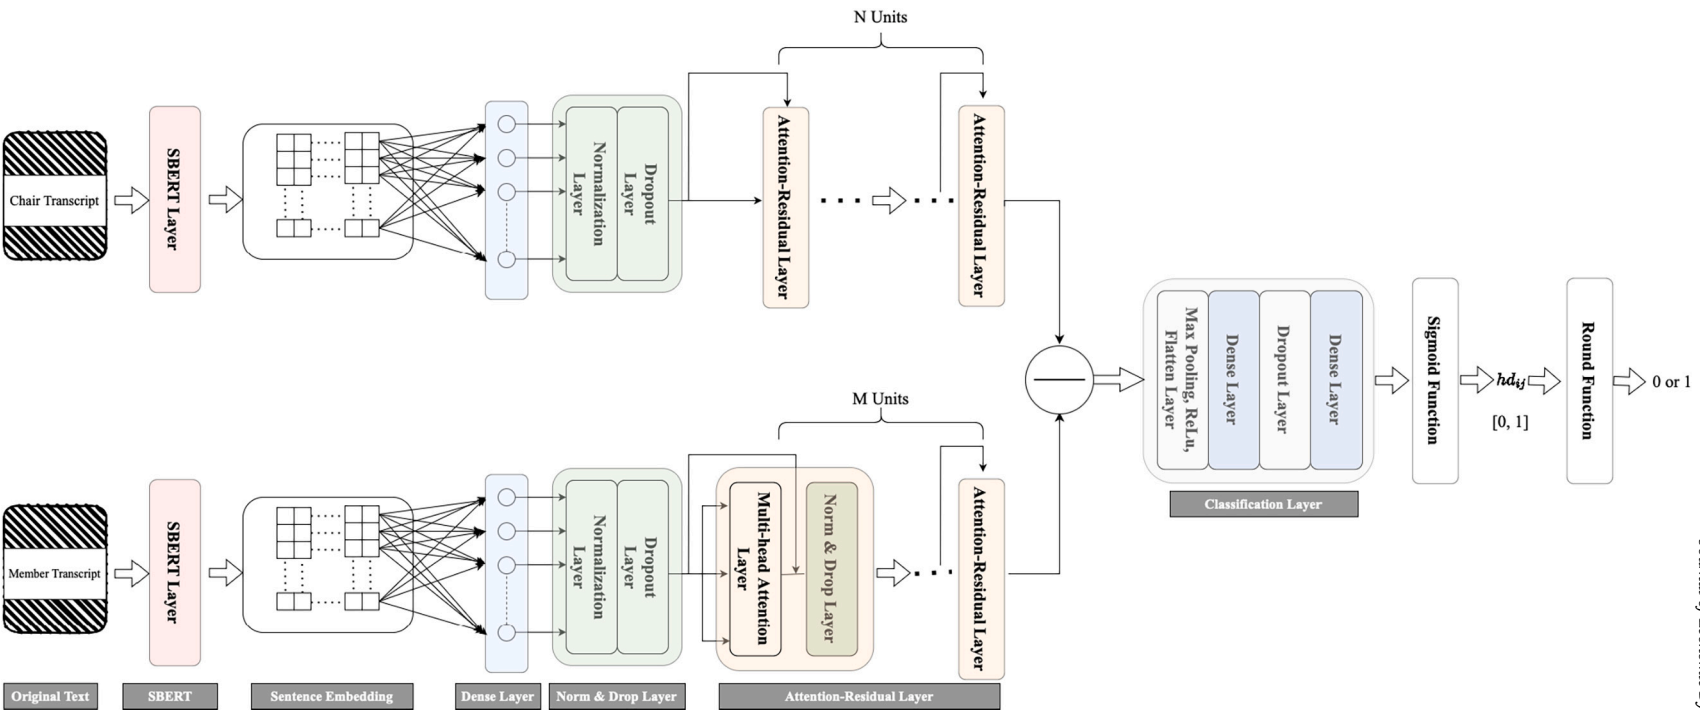 N Units
Chair Transcript
SBERT Layer
Normalization
Layer
Dropout
Layer
Attention-Residual Layer
Attention-Residual Layer
M Units
Member Transcript
SBERT Layer
Normalization
Layer
Dropout
Layer
Multi-head Attention
Layer
Norm & Drop Layer
Attention-Residual Layer
Max Pooling, ReLu,
Flatten Layer
Dense Layer
Dropout Layer
Dense Layer
Classification Layer
Sigmoid Function
hd_ij
[0, 1]
Round Function
0 or 1
Original Text
SBERT
Sentence Embedding
Dense Layer
Norm & Drop Layer
Attention-Residual Layer